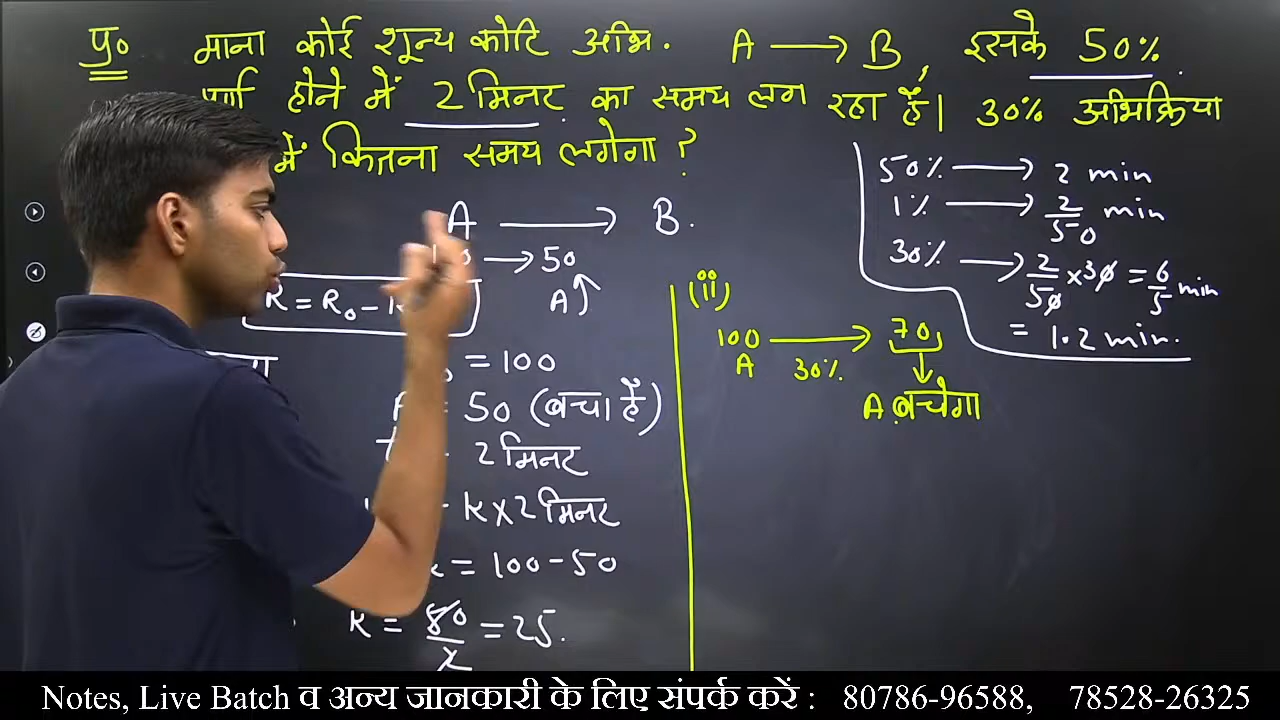 प्र० माना कोई शून्य कोटि अभि. A → B, इसके 50%
पूर्ण होने में 2 मिनट का समय लग रहा है। 30% अभिक्रिया
में कितना समय लगेगा ?
A → B.
→ 50
A
R = R₀ -
= 100
= 50 (बचा है)
2 मिनट
- K × 2 मिनट
= 100 - 50
K = 50/2 = 25.
50% → 2 min
1% → 2/50 min
30% → 2/50 × 30 = 6/5 min
= 1.2 min.
(ii)
100 → 70
A 30%
A बचेगा
Notes, Live Batch व अन्य जानकारी के लिए संपर्क करें : 80786-96588, 78528-26325